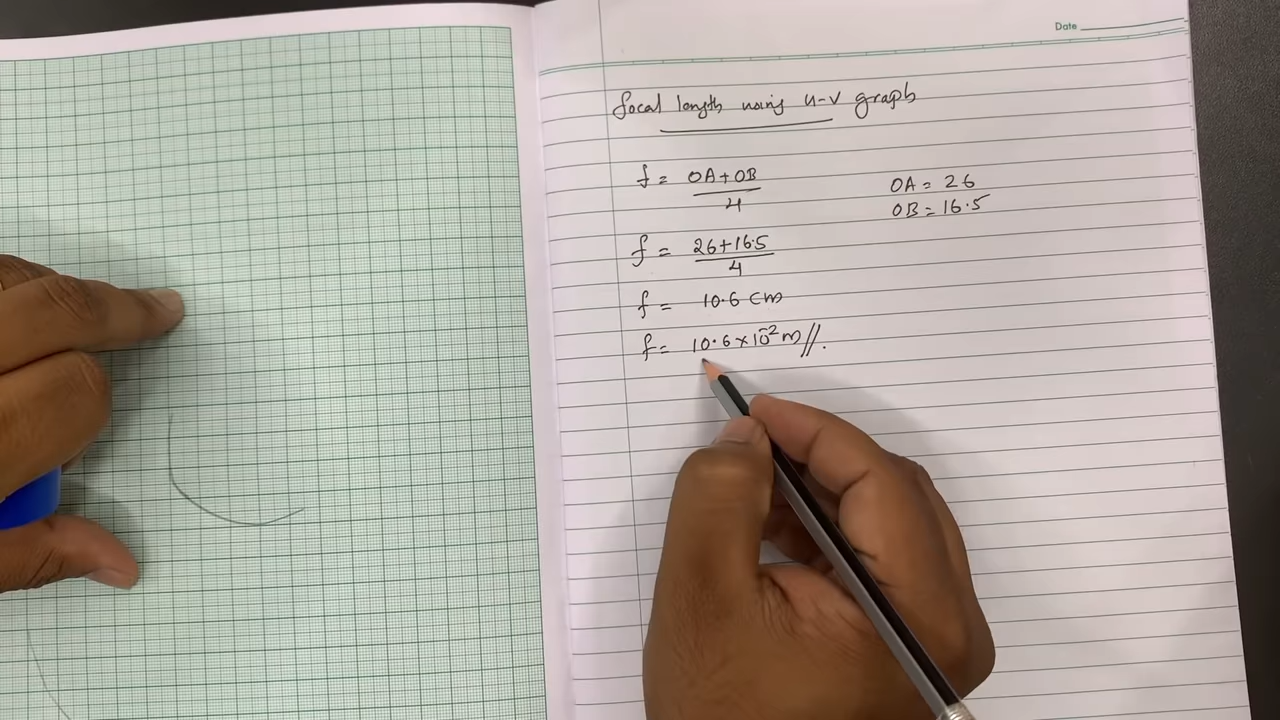 Date
focal length using u-v graph
f = OA+OB / 4
OA = 26
OB = 16.5
f = 26+16.5 / 4
f = 10.6 cm
f = 10.6 x 10⁻² m //.